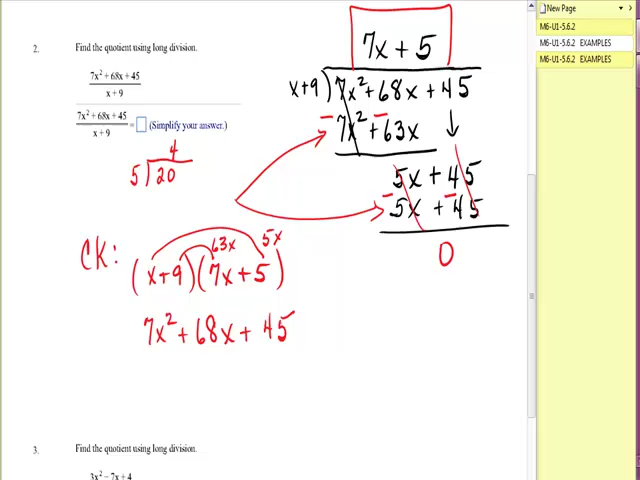 2. Find the quotient using long division.
7x² + 68x + 45
x + 9
7x² + 68x + 45
x + 9
= (Simplify your answer.)
4
5 20
7x + 5
x+9 ) 7x² + 68x + 45
− 7x² + − 63x
5x + 45
− 5x + − 45
0
CK:
63x 5x
(x+9)(7x+5)
7x² + 68x + 45
3. Find the quotient using long division.
3x² − 7x + 4
New Page
M6-U1-5.6.2
M6-U1-5.6.2 EXAMPLES
M6-U1-5.6.2 EXAMPLES